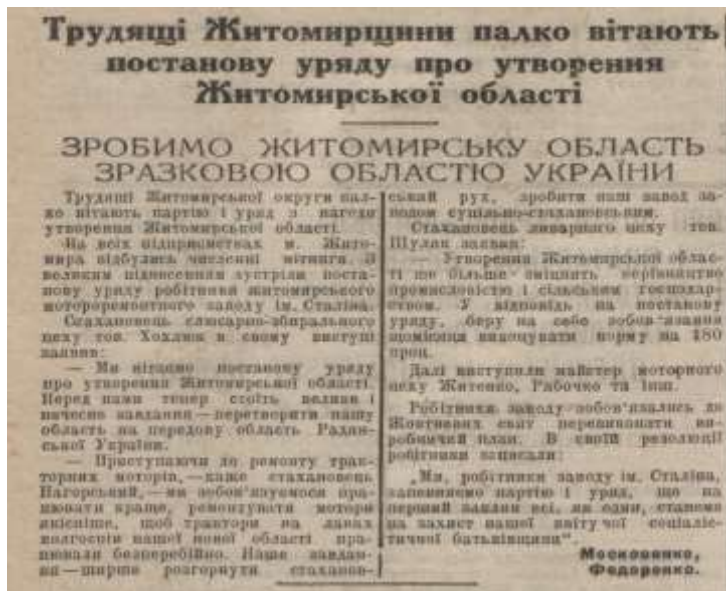 Трудящі Житомирщини палко вітають
постанову уряду про утворення
Житомирської області
ЗРОБИМО ЖИТОМИРСЬКУ ОБЛАСТЬ
ЗРАЗКОВОЮ ОБЛАСТЮ УКРАЇНИ
Трудящі Житомирської округи пал-
ко вітають партію і уряд з нагоди
утворення Житомирської області.
На всіх підприємствах м. Жито-
мира відбулись численні мітинги. З
великим піднесенням зустріли поста-
нову уряду робітники житомирського
мотороремонтного заводу ім. Сталіна.
Стахановець слюсарно-збирального
цеху тов. Хохлюк в свому виступі
заявив:
— Ми вітаємо постанову уряду
про утворення Житомирської області.
Перед нами тепер стоїть велике і
почесне завдання — перетворити нашу
область на передову область Радян-
ської України.
— Приступаючи до ремонту трак-
торних моторів, — каже стахановець
Нагорський, — ми зобов'язуємося пра-
цювати краще, ремонтувати мотори
якісніше, щоб трактори на ланах
колгоспів нашої нової області пра-
цювали безперебійно. Наше завдан-
ня — ширше розгорнути стаханов-
ський рух, зробити наш завод за-
водом суцільно-стахановським.
Стахановець ливарного цеху тов.
Шуляк заявив:
— Утворення Житомирської облас-
ті ще більше зміцнить керівництво
промисловістю і сільським господар-
ством. У відповідь на постанову
уряду, беру на себе зобов'язання
щомісяця виконувати норму на 180
проц.
Далі виступили майстер моторного
цеху Житенко, Рабочко та інш.
Робітники заводу зобов'язались до
Жовтневих свят перевиконати ви-
робничий план. В своїй резолюції
робітники записали:
„Ми, робітники заводу ім. Сталіна,
запевняємо партію і уряд, що на
перший заклик всі, як один, станемо
на захист нашої квітучої соціаліс-
тичної батьківщини“.
Московенко,
Федоренко.